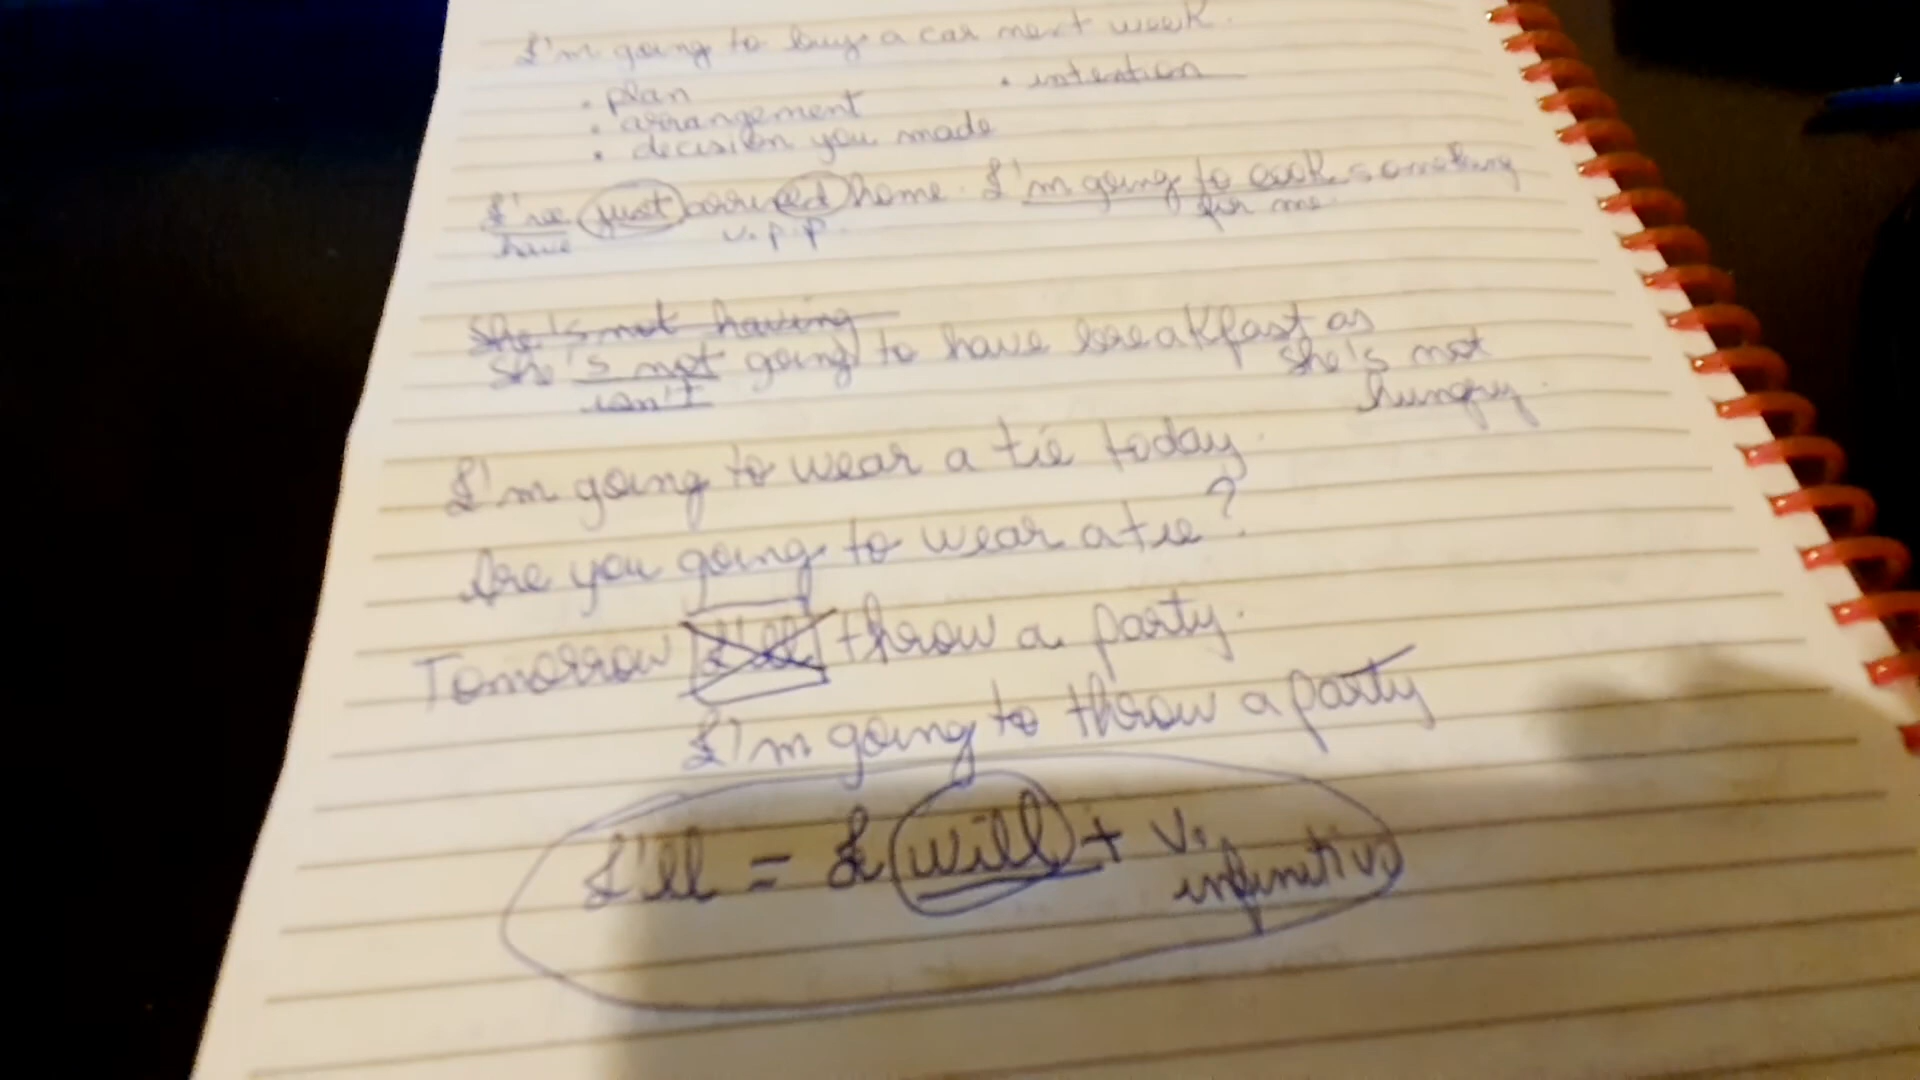 I'm going to buy a car next week.
. plan . intention
. arrangement
. decision you made
I've just arrived home. I'm going to cook something
have v.p.p. for me.
She's not having
She's not going to have breakfast as
isn't she's not
hungry.
I'm going to wear a tie today.
Are you going to wear a tie?
Tomorrow I'll throw a party.
I'm going to throw a party
I'll = I will + v.
infinitive